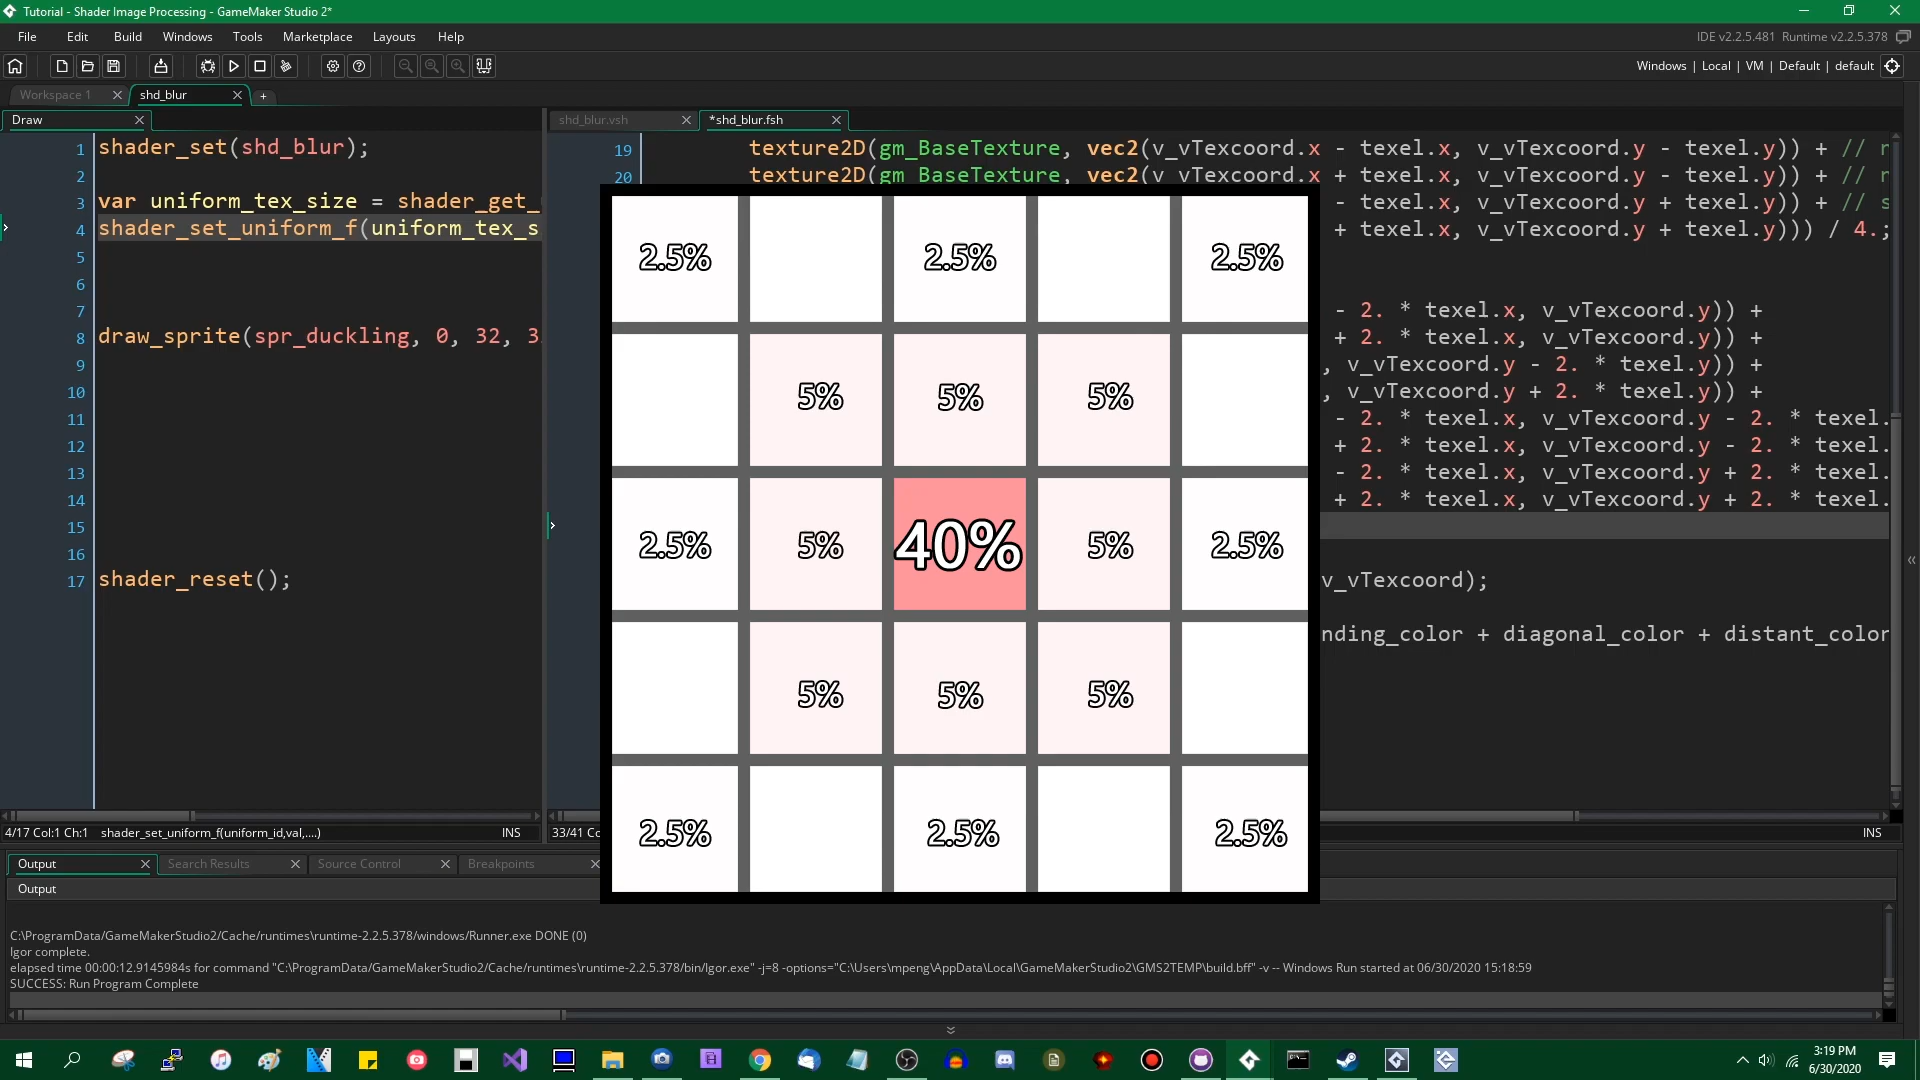 Tutorial - Shader Image Processing - GameMaker Studio 2*
File Edit Build Windows Tools Marketplace Layouts Help
IDE v2.2.5.481 Runtime v2.2.5.378
Windows | Local | VM | Default | default
Workspace 1
shd_blur
Draw
1 shader_set(shd_blur);
2
3 var uniform_tex_size = shader_get_
4 shader_set_uniform_f(uniform_tex_s
5
6
7
8 draw_sprite(spr_duckling, 0, 32, 3
9
10
11
12
13
14
15
16
17 shader_reset();
4/17 Col:1 Ch:1 shader_set_uniform_f(uniform_id,val,....)
INS
shd_blur.vsh
*shd_blur.fsh
19 texture2D(gm_BaseTexture, vec2(v_vTexcoord.x - texel.x, v_vTexcoord.y - texel.y)) + // n
20 texture2D(gm_BaseTexture, vec2(v_vTexcoord.x + texel.x, v_vTexcoord.y - texel.y)) + // n
- texel.x, v_vTexcoord.y + texel.y)) + // s
+ texel.x, v_vTexcoord.y + texel.y))) / 4.;
- 2. * texel.x, v_vTexcoord.y)) +
+ 2. * texel.x, v_vTexcoord.y)) +
, v_vTexcoord.y - 2. * texel.y)) +
, v_vTexcoord.y + 2. * texel.y)) +
- 2. * texel.x, v_vTexcoord.y - 2. * texel.
+ 2. * texel.x, v_vTexcoord.y - 2. * texel.
- 2. * texel.x, v_vTexcoord.y + 2. * texel.
+ 2. * texel.x, v_vTexcoord.y + 2. * texel.
v_vTexcoord);
nding_color + diagonal_color + distant_color
33/41 Co
INS
2.5% 2.5% 2.5%
5% 5% 5%
2.5% 5% 40% 5% 2.5%
5% 5% 5%
2.5% 2.5% 2.5%
Output
Search Results
Source Control
Breakpoints
Output
C:\ProgramData/GameMakerStudio2/Cache/runtimes\runtime-2.2.5.378/windows/Runner.exe DONE (0)
Igor complete.
elapsed time 00:00:12.9145984s for command "C:\ProgramData/GameMakerStudio2/Cache/runtimes\runtime-2.2.5.378/bin/Igor.exe" -j=8 -options="C:\Users\mpeng\AppData\Local\GameMakerStudio2\GMS2TEMP\build.bff" -v -- Windows Run started at 06/30/2020 15:18:59
SUCCESS: Run Program Complete
3:19 PM
6/30/2020